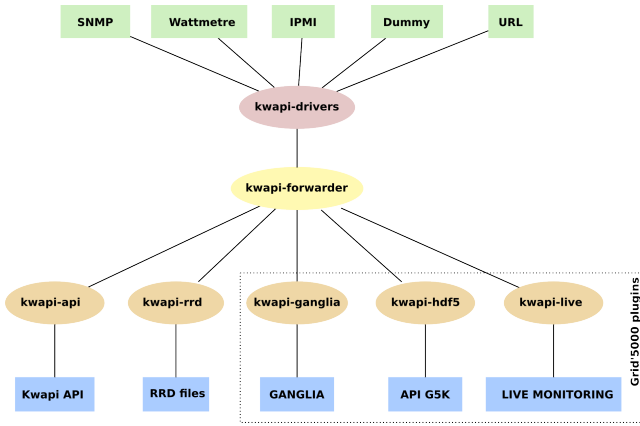 SNMP
Wattmetre
IPMI
Dummy
URL
kwapi-drivers
kwapi-forwarder
kwapi-api
kwapi-rrd
kwapi-ganglia
kwapi-hdf5
kwapi-live
Grid'5000 plugins
Kwapi API
RRD files
GANGLIA
API G5K
LIVE MONITORING